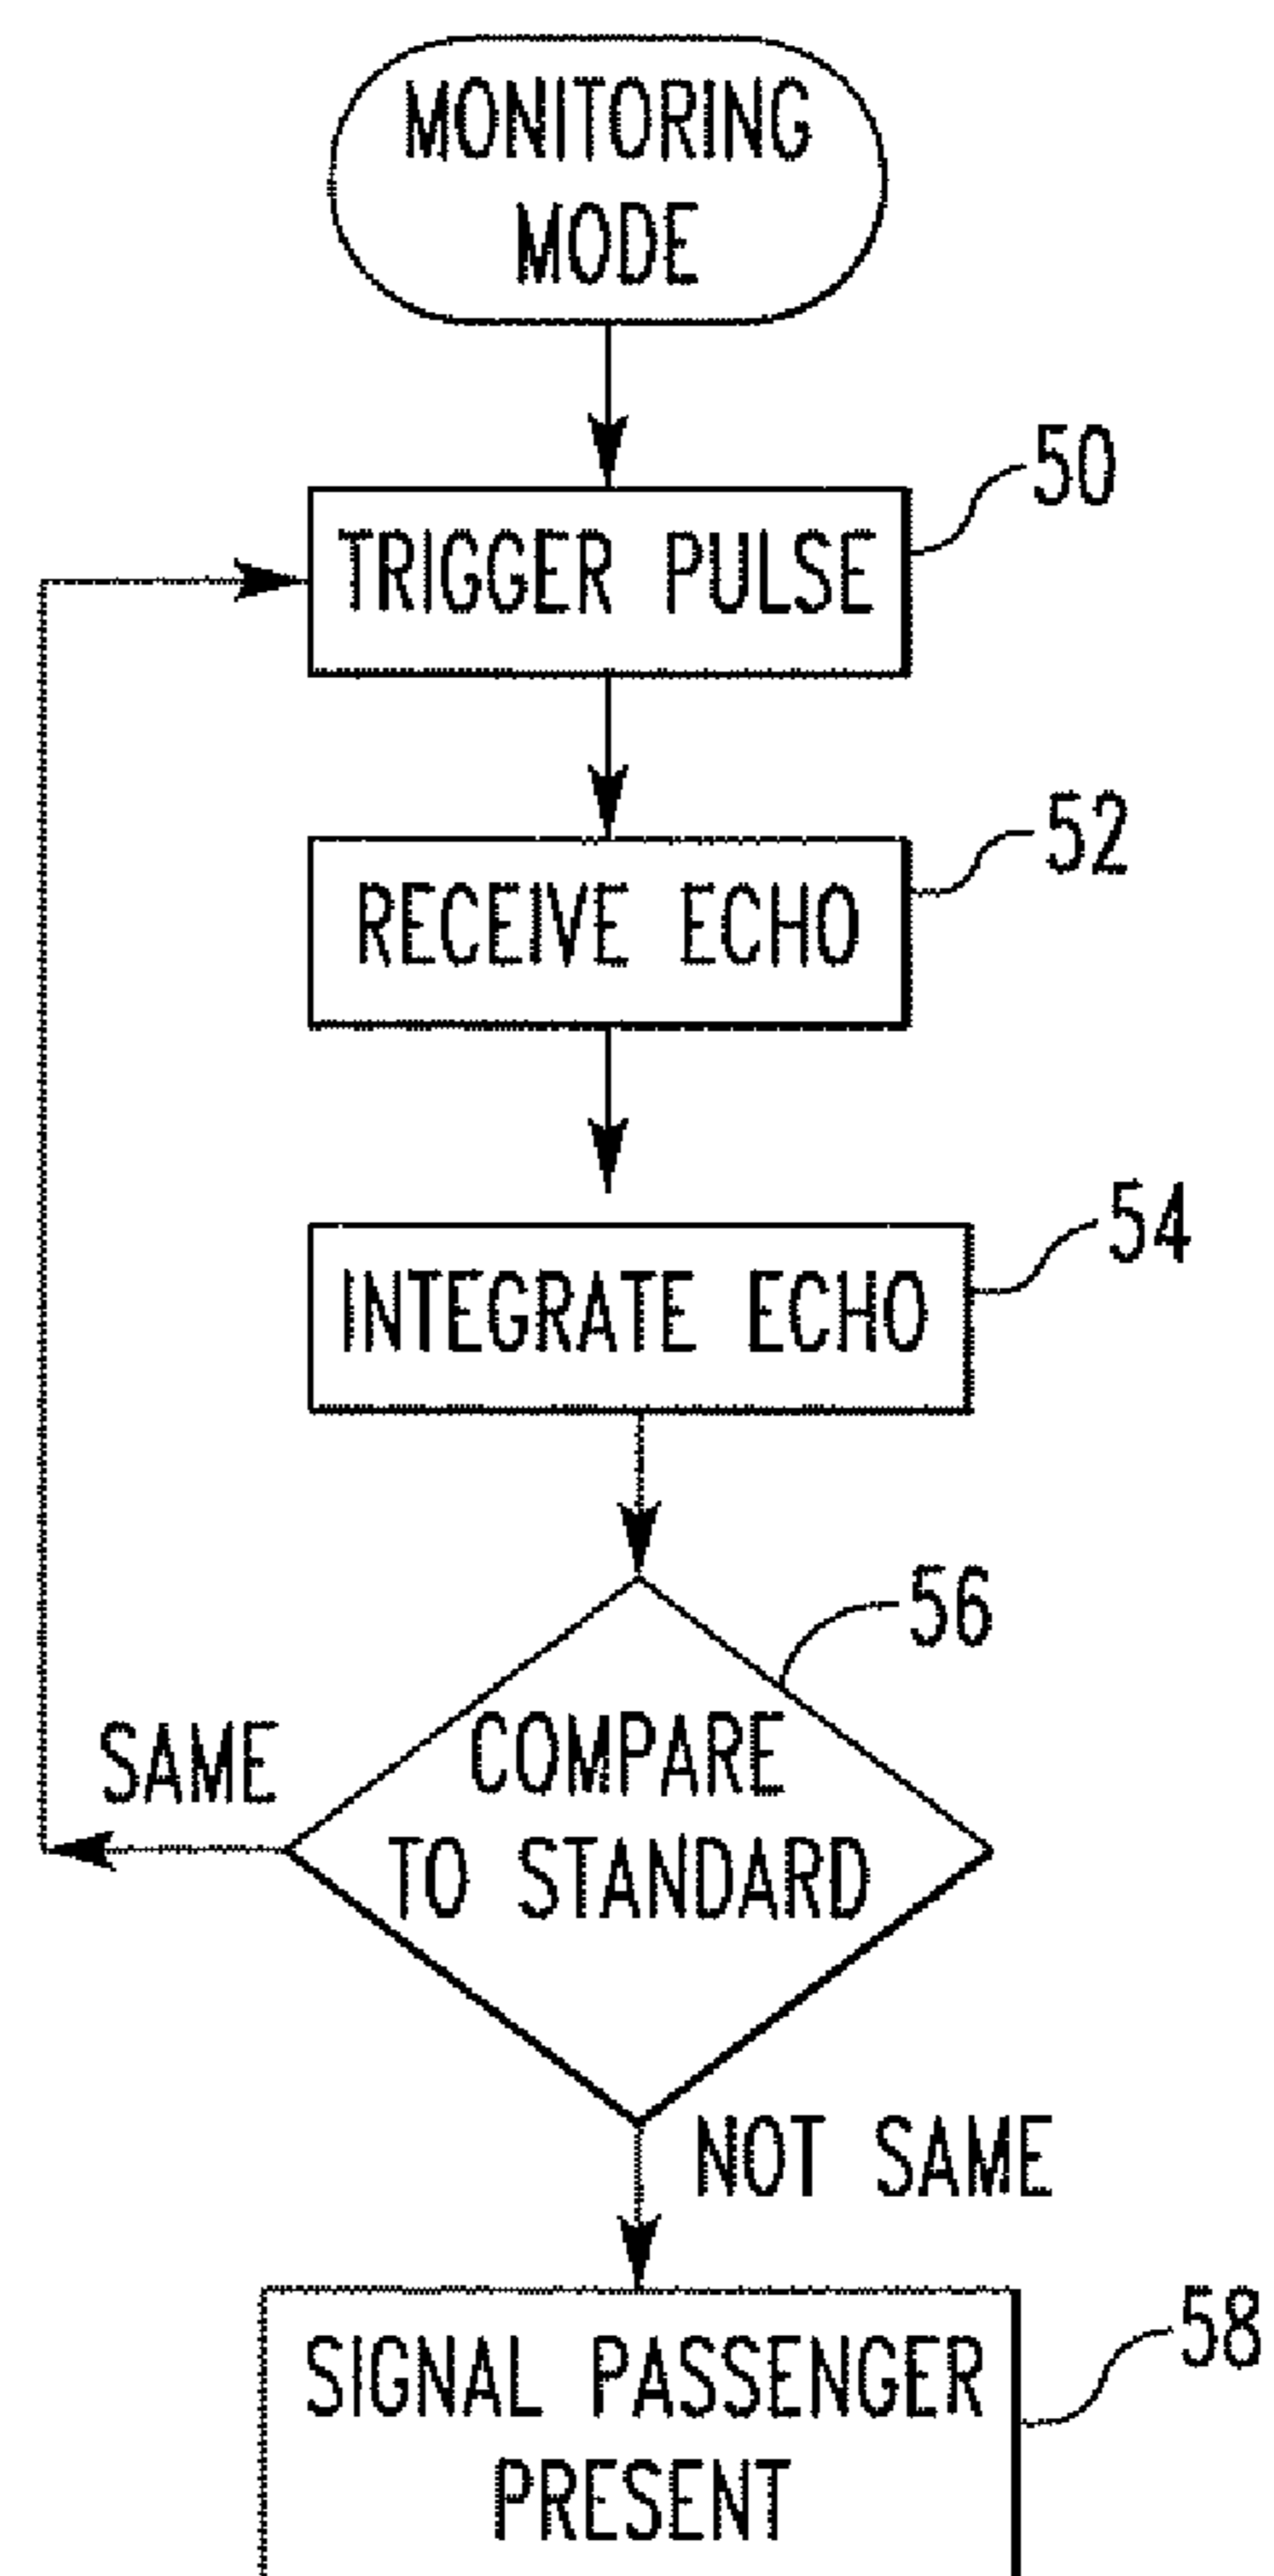 MONITORING
MODE
50
TRIGGER PULSE
52
RECEIVE ECHO
54
INTEGRATE ECHO
56
SAME
COMPARE
TO STANDARD
NOT SAME
58
SIGNAL PASSENGER
PRESENT